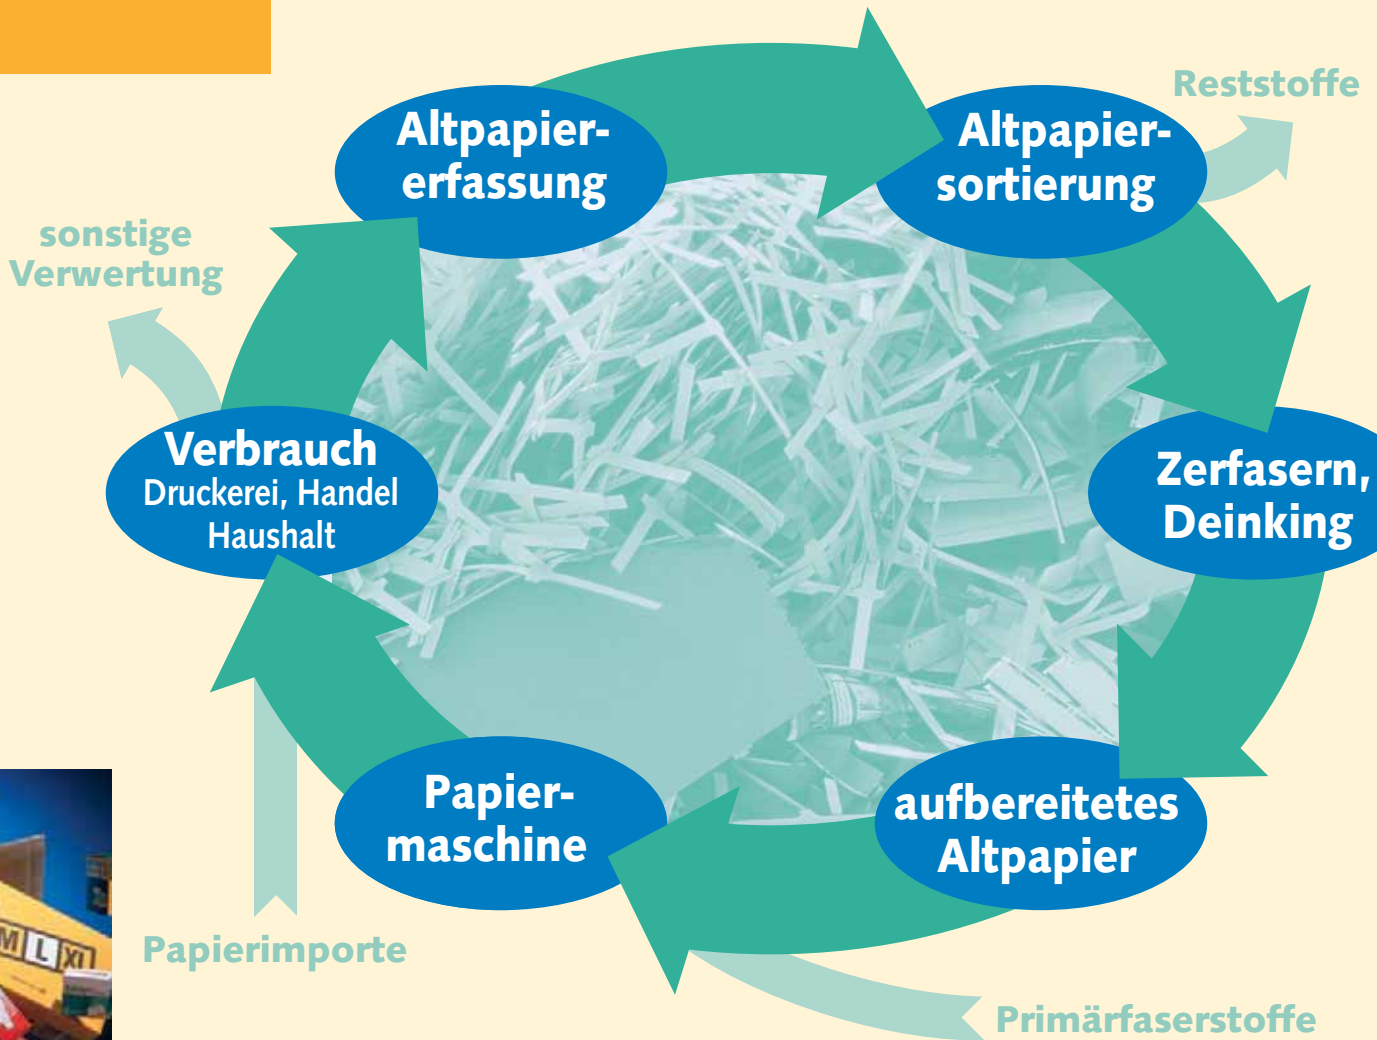 Reststoffe
Altpapier-
erfassung
Altpapier-
sortierung
sonstige
Verwertung
Verbrauch
Druckerei, Handel
Haushalt
Zerfasern,
Deinking
Papier-
maschine
aufbereitetes
Altpapier
M L XL
Papierimporte
Primärfaserstoffe